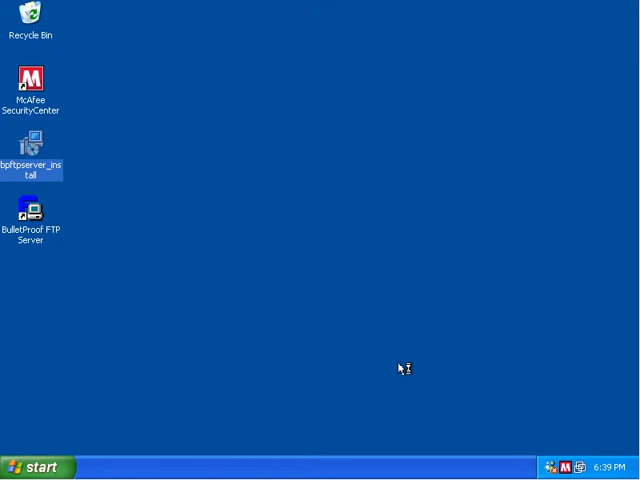 Recycle Bin
McAfee
SecurityCenter
bpftpserver_ins
tall
BulletProof FTP
Server
start
6:39 PM